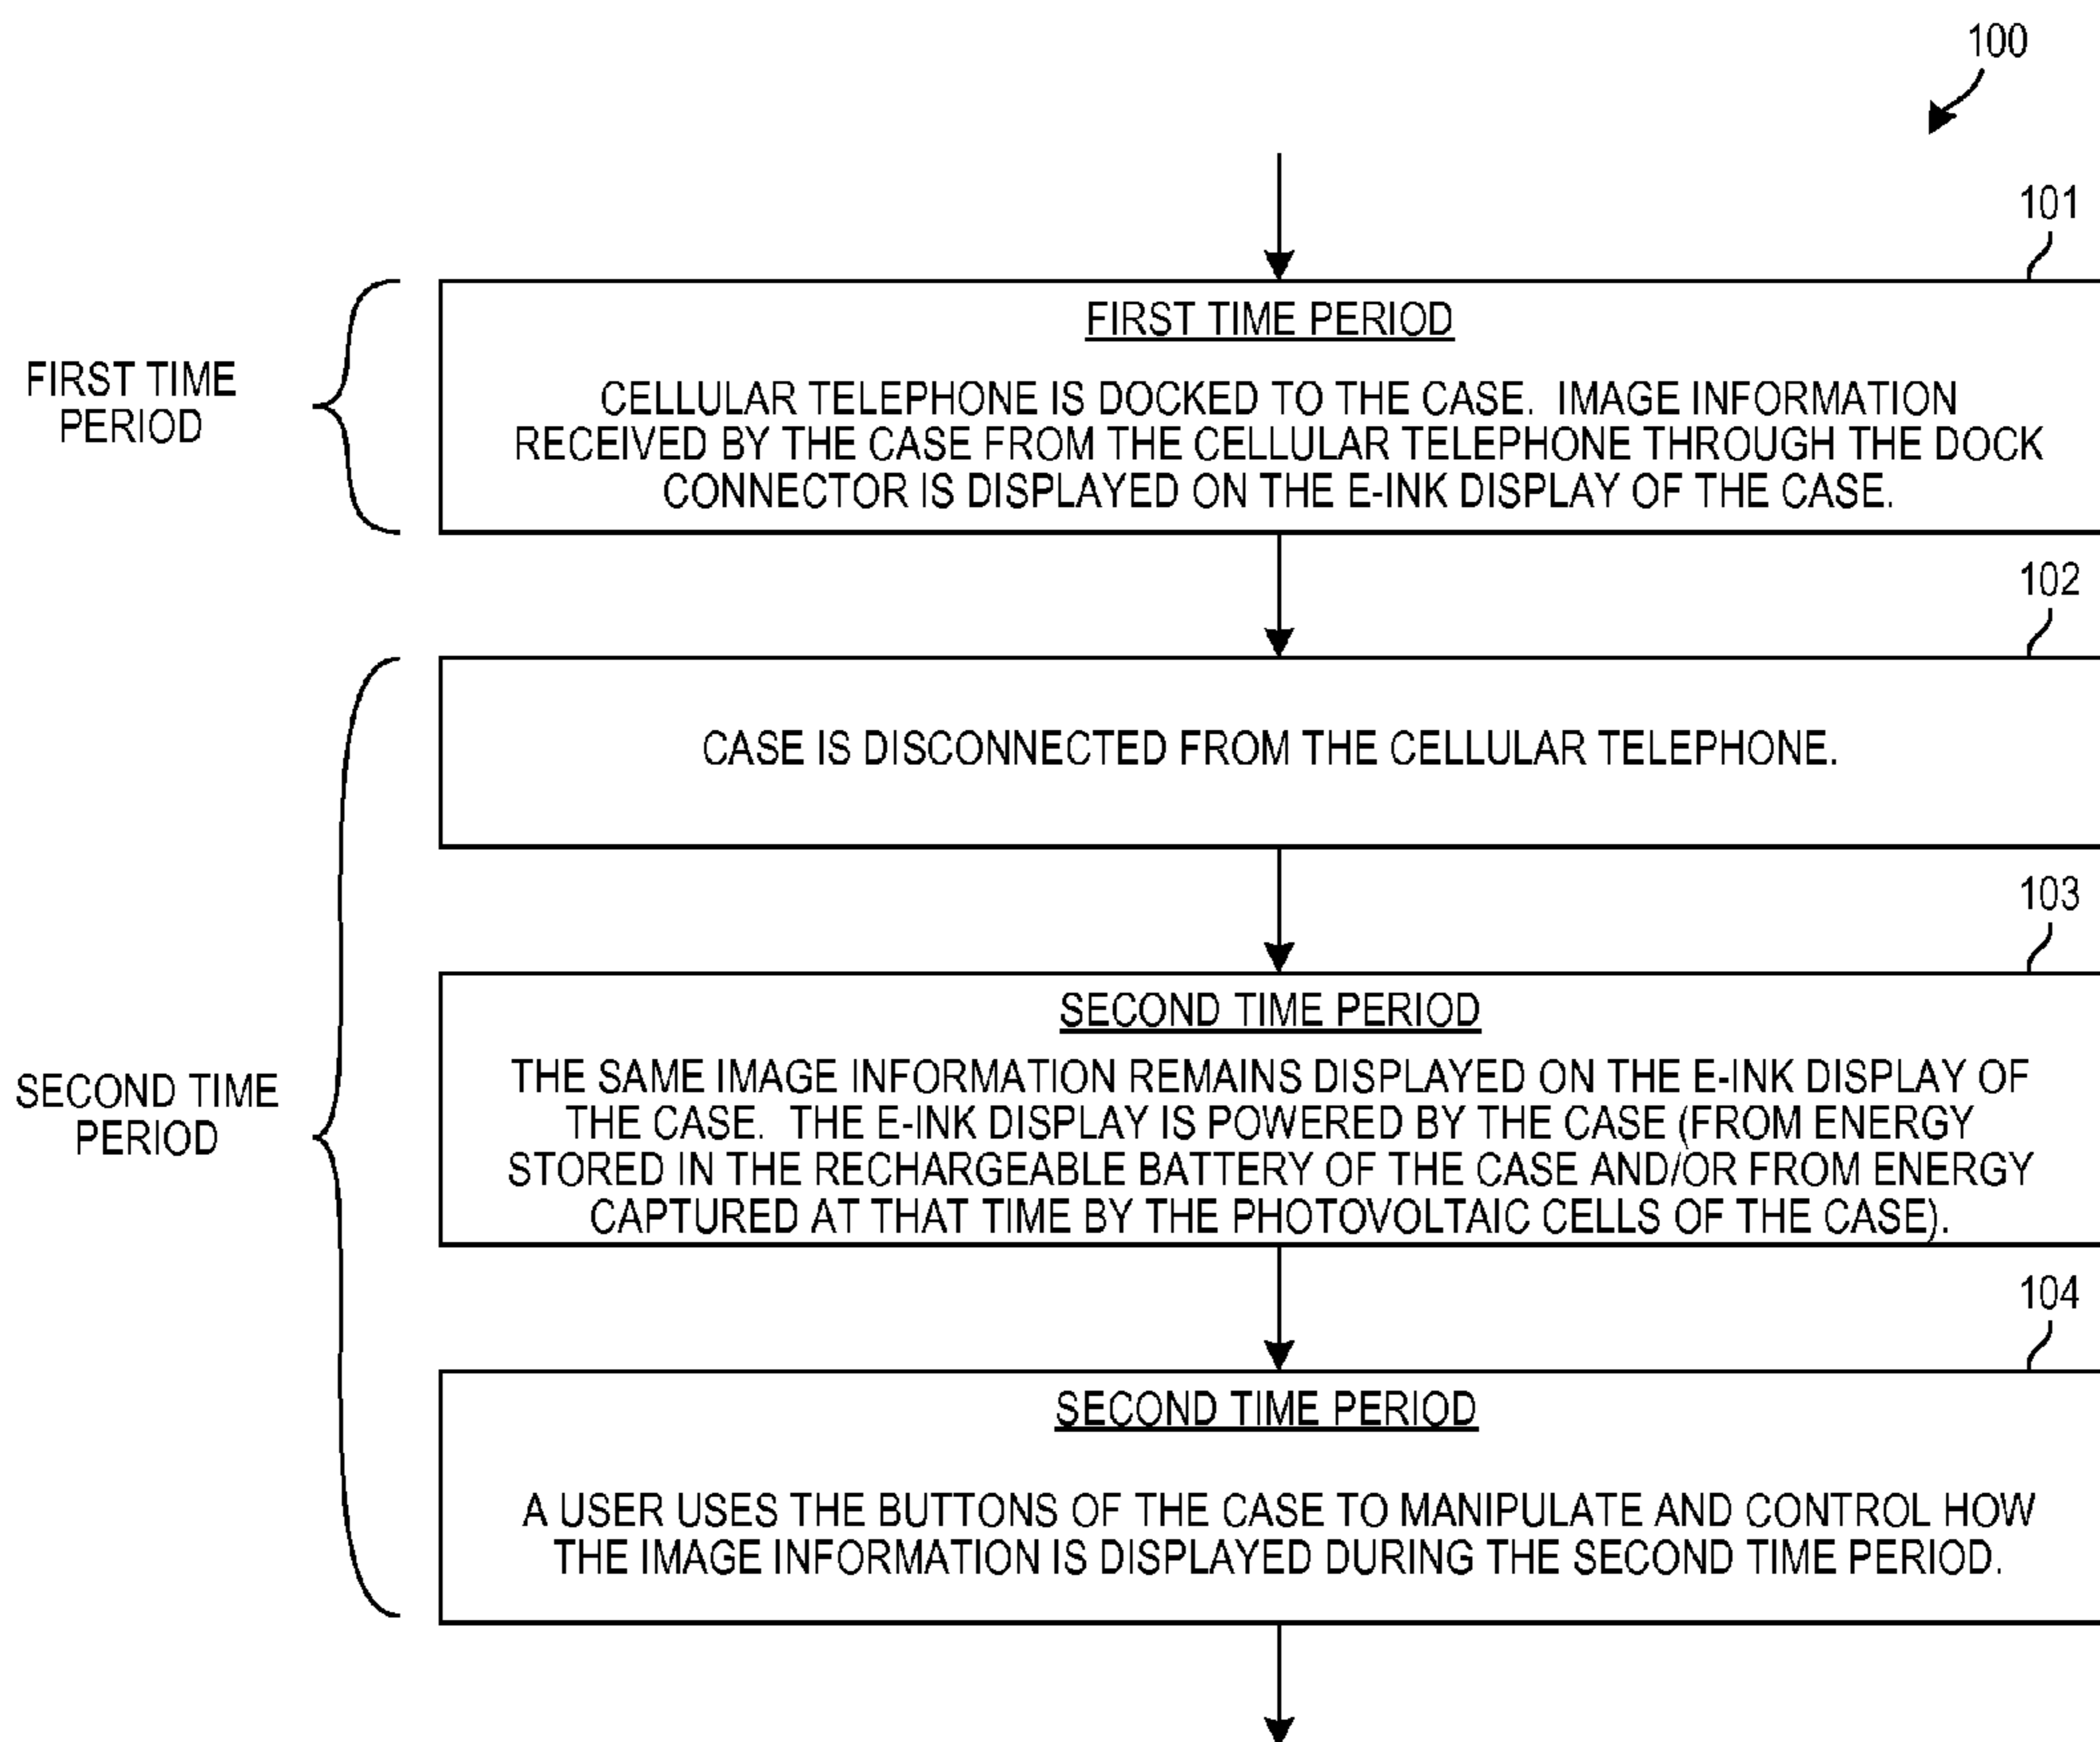 100
101
FIRST TIME PERIOD
FIRST TIME
PERIOD
CELLULAR TELEPHONE IS DOCKED TO THE CASE. IMAGE INFORMATION
RECEIVED BY THE CASE FROM THE CELLULAR TELEPHONE THROUGH THE DOCK
CONNECTOR IS DISPLAYED ON THE E-INK DISPLAY OF THE CASE.
102
CASE IS DISCONNECTED FROM THE CELLULAR TELEPHONE.
103
SECOND TIME PERIOD
SECOND TIME
PERIOD
THE SAME IMAGE INFORMATION REMAINS DISPLAYED ON THE E-INK DISPLAY OF
THE CASE. THE E-INK DISPLAY IS POWERED BY THE CASE (FROM ENERGY
STORED IN THE RECHARGEABLE BATTERY OF THE CASE AND/OR FROM ENERGY
CAPTURED AT THAT TIME BY THE PHOTOVOLTAIC CELLS OF THE CASE).
104
SECOND TIME PERIOD
A USER USES THE BUTTONS OF THE CASE TO MANIPULATE AND CONTROL HOW
THE IMAGE INFORMATION IS DISPLAYED DURING THE SECOND TIME PERIOD.